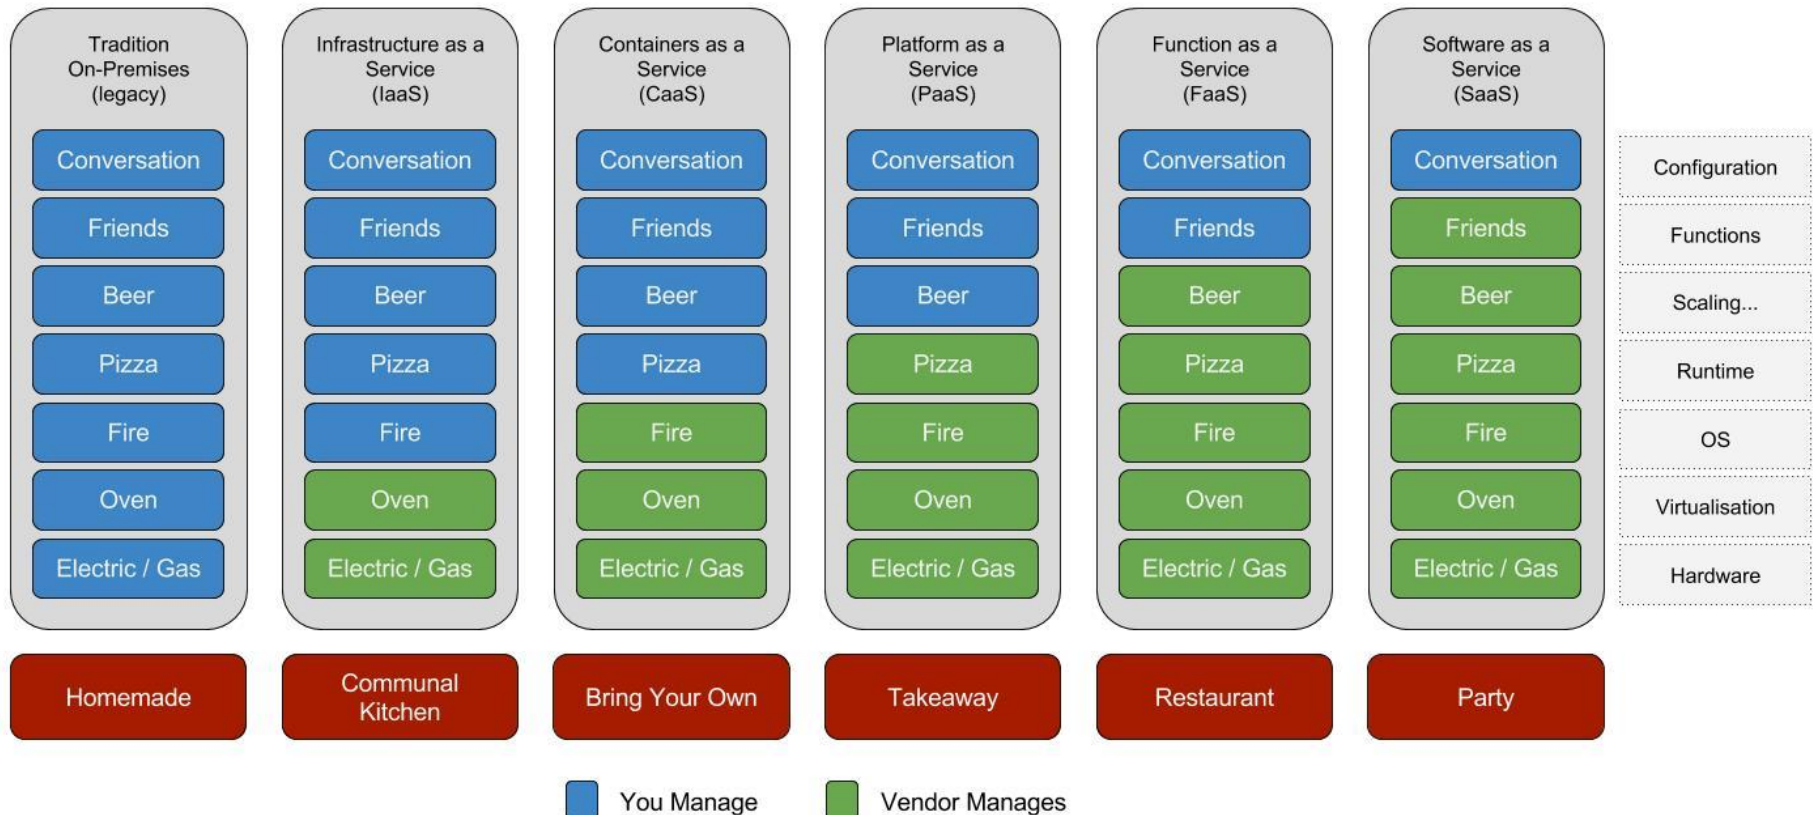 Tradition
On-Premises
(legacy)
Conversation
Friends
Beer
Pizza
Fire
Oven
Electric / Gas
Homemade
Infrastructure as a
Service
(IaaS)
Conversation
Friends
Beer
Pizza
Fire
Oven
Electric / Gas
Communal
Kitchen
Containers as a
Service
(CaaS)
Conversation
Friends
Beer
Pizza
Fire
Oven
Electric / Gas
Bring Your Own
Platform as a
Service
(PaaS)
Conversation
Friends
Beer
Pizza
Fire
Oven
Electric / Gas
Takeaway
Function as a
Service
(FaaS)
Conversation
Friends
Beer
Pizza
Fire
Oven
Electric / Gas
Restaurant
Software as a
Service
(SaaS)
Conversation
Friends
Beer
Pizza
Fire
Oven
Electric / Gas
Party
Configuration
Functions
Scaling...
Runtime
OS
Virtualisation
Hardware
You Manage
Vendor Manages